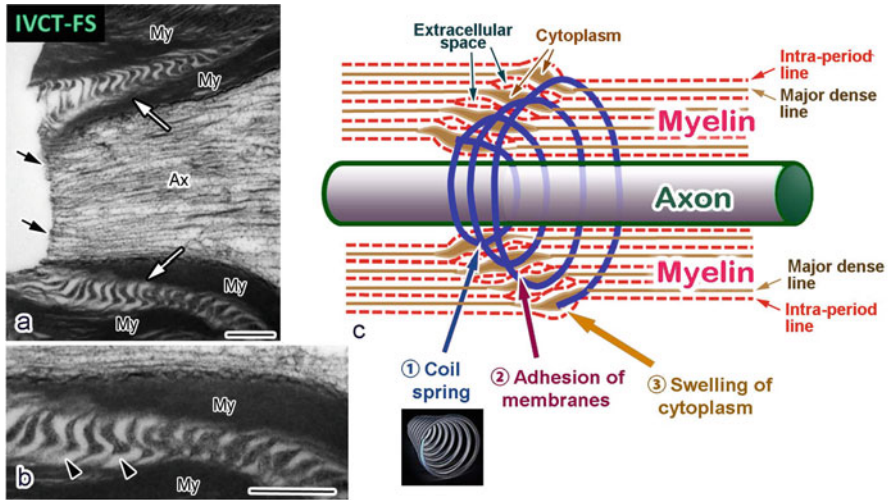 IVCT-FS
My
My
Ax
My
My
a
My
My
b
Extracellular
space
Cytoplasm
Intra-period
line
Major dense
line
Myelin
Axon
Myelin
Major dense
line
Intra-period
line
c
① Coil
spring
② Adhesion of
membranes
③ Swelling of
cytoplasm